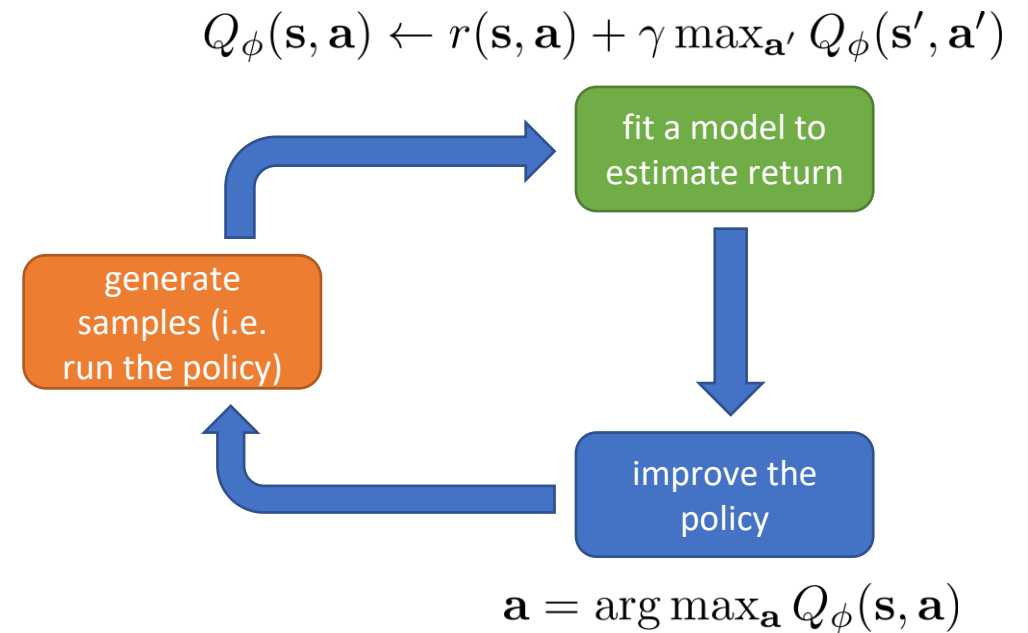 Q_ϕ(s, a) ← r(s, a) + γ max_a′ Q_ϕ(s′, a′)
fit a model to
estimate return
generate
samples (i.e.
run the policy)
improve the
policy
a = arg max_a Q_ϕ(s, a)